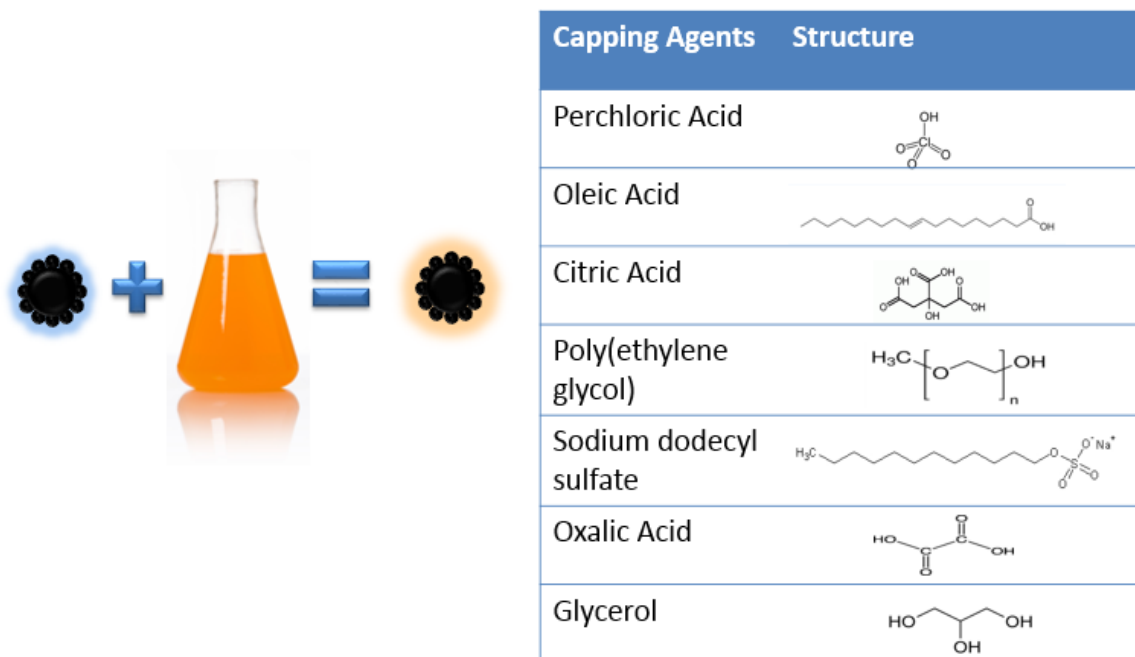 Capping Agents Structure
Perchloric Acid
OH
Cl
O O
O
Oleic Acid
O
OH
Citric Acid
O OH
OH O
O OH
OH
Poly(ethylene
glycol)
H₃C OH
O
n
Sodium dodecyl
sulfate
H₃C O O⁻ Na⁺
S
O O
Oxalic Acid
O
HO C C OH
O
Glycerol
HO OH
OH